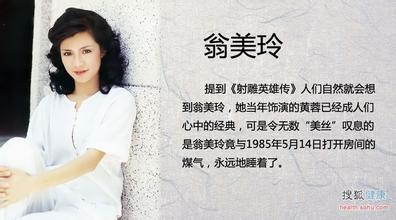 翁美玲
提到《射雕英雄传》人们自然就会想
到翁美玲，她当年饰演的黄蓉已经成人们
心中的经典，可是令无数“美丝”叹息的
是翁美玲竟与1985年5月14日打开房间的
煤气，永远地睡着了。
搜狐健康
health.sohu.com